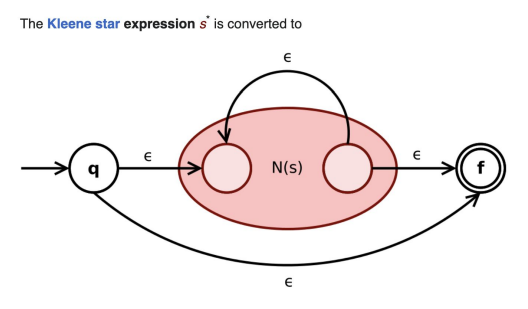 The Kleene star expression s* is converted to
ϵ
q
ϵ
N(s)
ϵ
f
ϵ